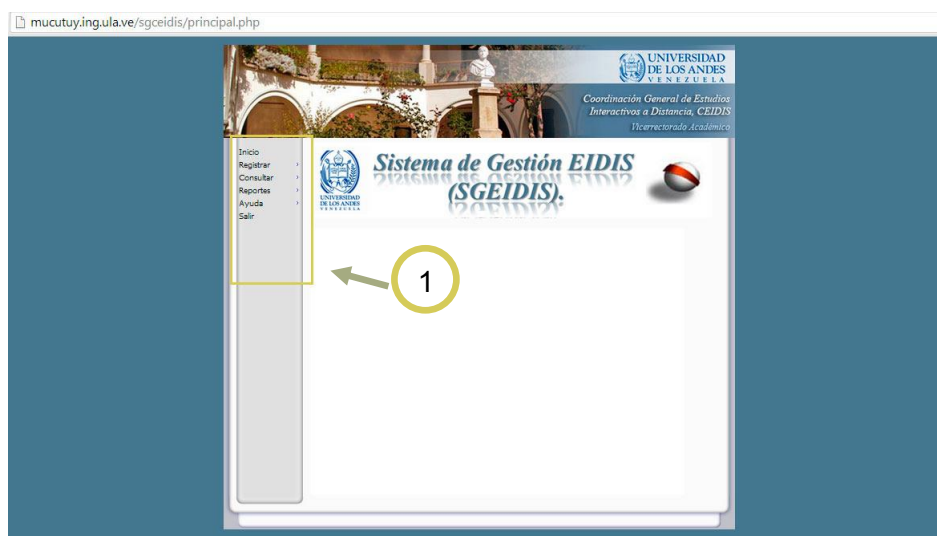 mucutuy.ing.ula.ve/sgceidis/principal.php
UNIVERSIDAD
DE LOS ANDES
VENEZUELA
Coordinación General de Estudios
Interactivos a Distancia, CEIDIS
Vicerrectorado Académico
Inicio
Registrar
Consultar
Reportes
Ayuda
Salir
UNIVERSIDAD
DE LOS ANDES
VENEZUELA
Sistema de Gestión EIDIS
(SGEIDIS).
1